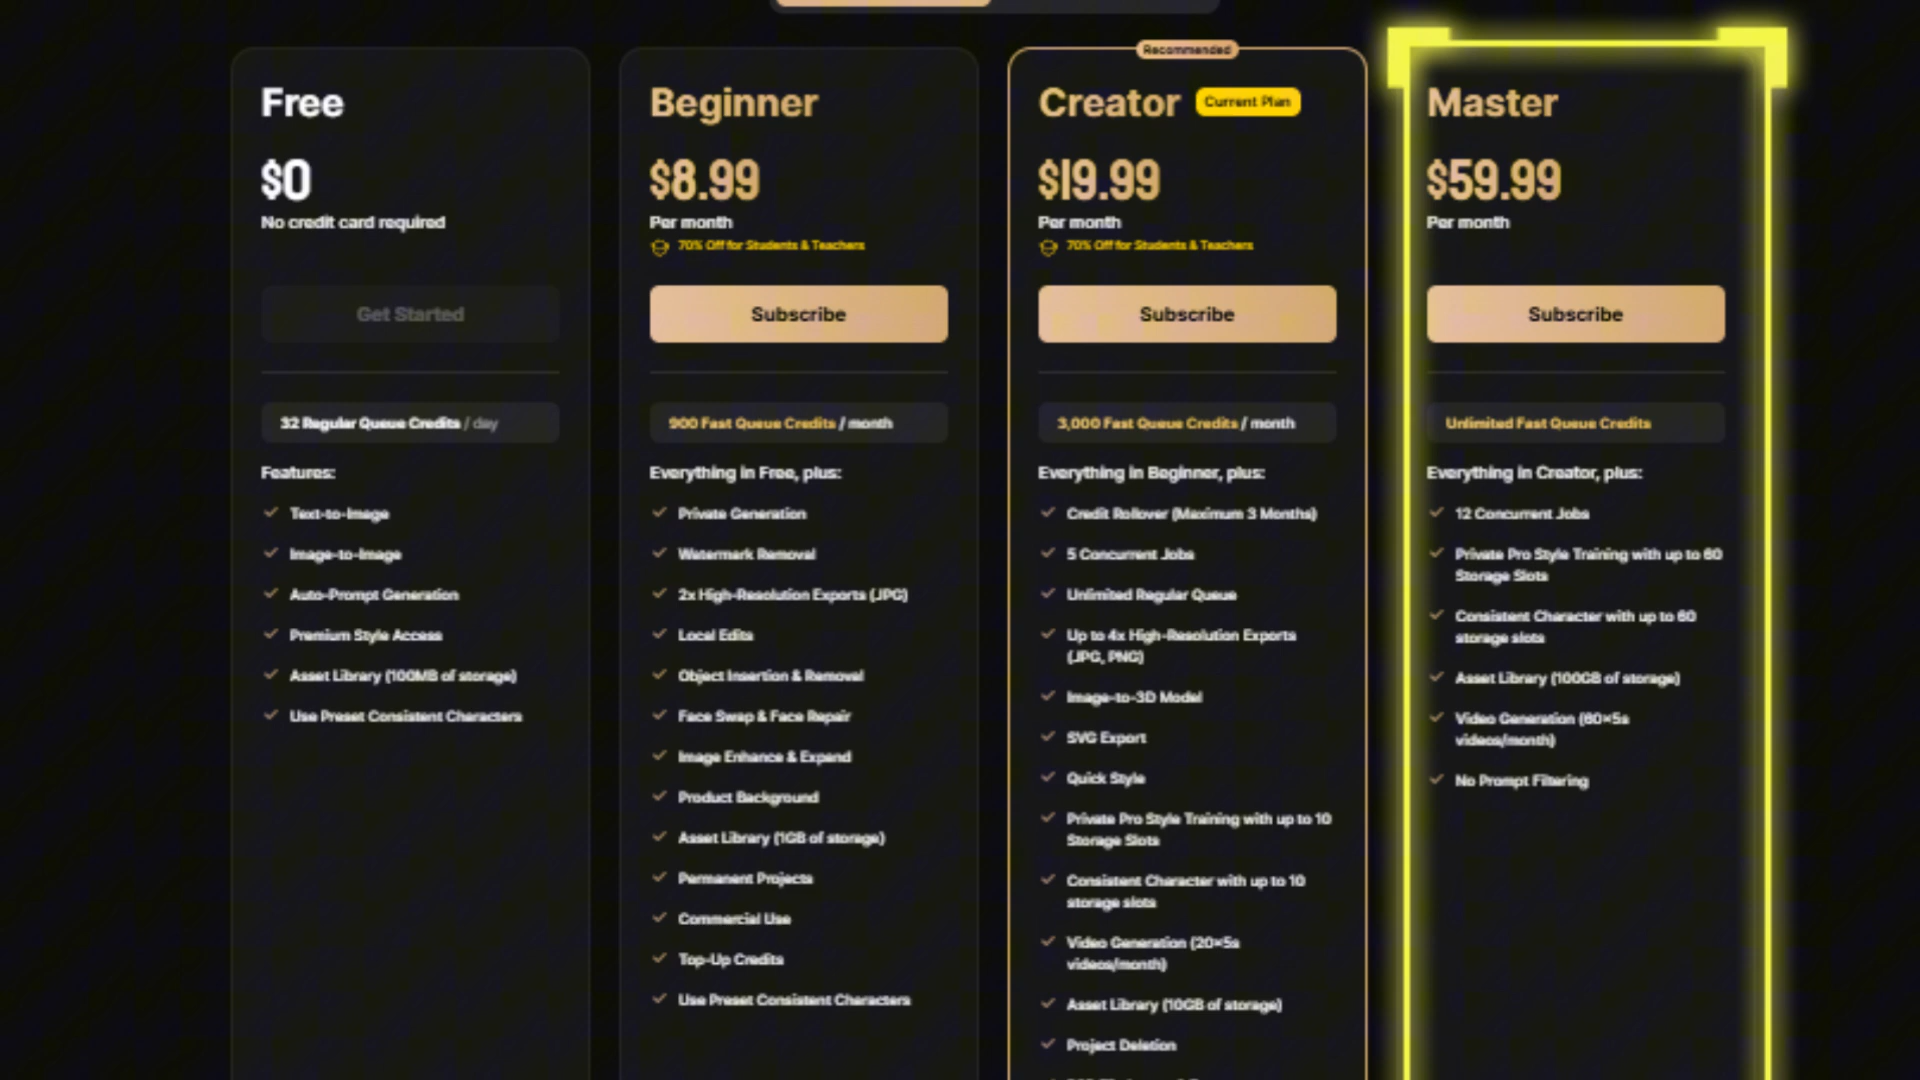 Free
$0
No credit card required
Get Started
32 Regular Queue Credits / day
Features:
Text-to-Image
Image-to-Image
Auto-Prompt Generation
Premium Style Access
Asset Library (100MB of storage)
Use Preset Consistent Characters
Beginner
$8.99
Per month
70% Off for Students & Teachers
Subscribe
900 Fast Queue Credits / month
Everything in Free, plus:
Private Generation
Watermark Removal
2x High-Resolution Exports (JPG)
Local Edits
Object Insertion & Removal
Face Swap & Face Repair
Image Enhance & Expand
Product Background
Asset Library (1GB of storage)
Permanent Projects
Commercial Use
Top-Up Credits
Use Preset Consistent Characters
Recommended
Creator Current Plan
$19.99
Per month
70% Off for Students & Teachers
Subscribe
3,000 Fast Queue Credits / month
Everything in Beginner, plus:
Credit Rollover (Maximum 3 Months)
5 Concurrent Jobs
Unlimited Regular Queue
Up to 4x High-Resolution Exports
(JPG, PNG)
Image-to-3D Model
SVG Export
Quick Style
Private Pro Style Training with up to 10
Storage Slots
Consistent Character with up to 10
storage slots
Video Generation (20×5s
videos/month)
Asset Library (10GB of storage)
Project Deletion
Master
$59.99
Per month
Subscribe
Unlimited Fast Queue Credits
Everything in Creator, plus:
12 Concurrent Jobs
Private Pro Style Training with up to 60
Storage Slots
Consistent Character with up to 60
storage slots
Asset Library (100GB of storage)
Video Generation (60×5s
videos/month)
No Prompt Filtering